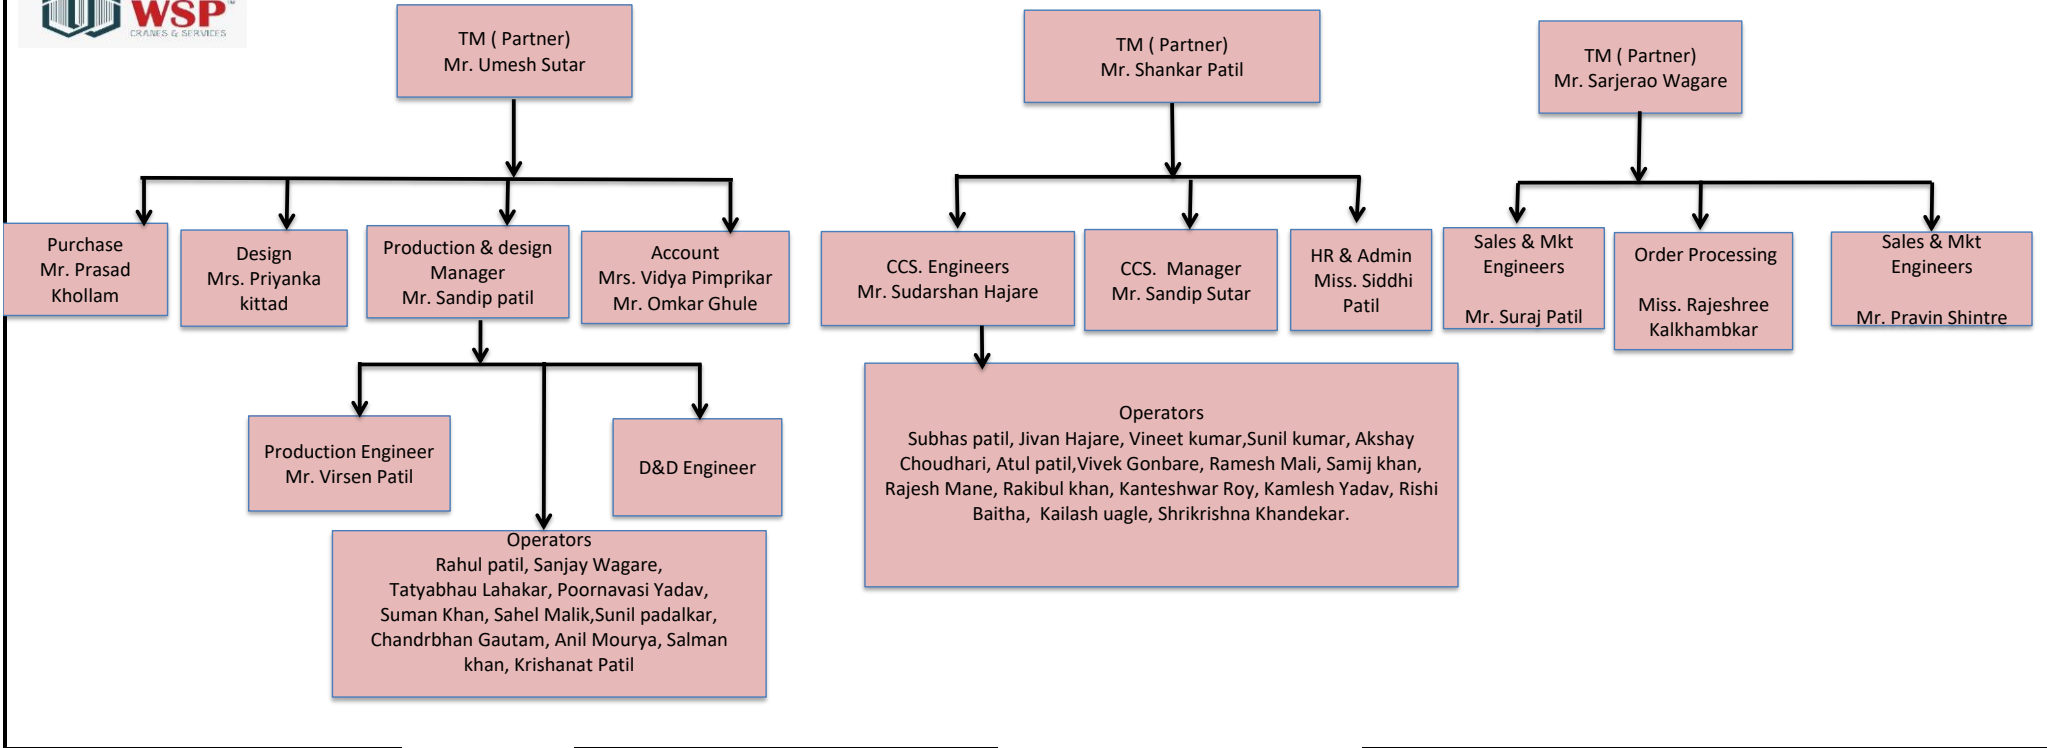 WSP™
CRANES & SERVICES
TM ( Partner)
Mr. Umesh Sutar
TM ( Partner)
Mr. Shankar Patil
TM ( Partner)
Mr. Sarjerao Wagare
Purchase
Mr. Prasad
Khollam
Design
Mrs. Priyanka
kittad
Production & design
Manager
Mr. Sandip patil
Account
Mrs. Vidya Pimprikar
Mr. Omkar Ghule
CCS. Engineers
Mr. Sudarshan Hajare
CCS.  Manager
Mr. Sandip Sutar
HR & Admin
Miss. Siddhi
Patil
Sales & Mkt
Engineers
Mr. Suraj Patil
Order Processing
Miss. Rajeshree
Kalkhambkar
Sales & Mkt
Engineers
Mr. Pravin Shintre
Production Engineer
Mr. Virsen Patil
D&D Engineer
Operators
Rahul patil, Sanjay Wagare,
Tatyabhau Lahakar, Poornavasi Yadav,
Suman Khan, Sahel Malik,Sunil padalkar,
Chandrbhan Gautam, Anil Mourya, Salman
khan, Krishanat Patil
Operators
Subhas patil, Jivan Hajare, Vineet kumar,Sunil kumar, Akshay
Choudhari, Atul patil,Vivek Gonbare, Ramesh Mali, Samij khan,
Rajesh Mane, Rakibul khan, Kanteshwar Roy, Kamlesh Yadav, Rishi
Baitha,  Kailash uagle, Shrikrishna Khandekar.